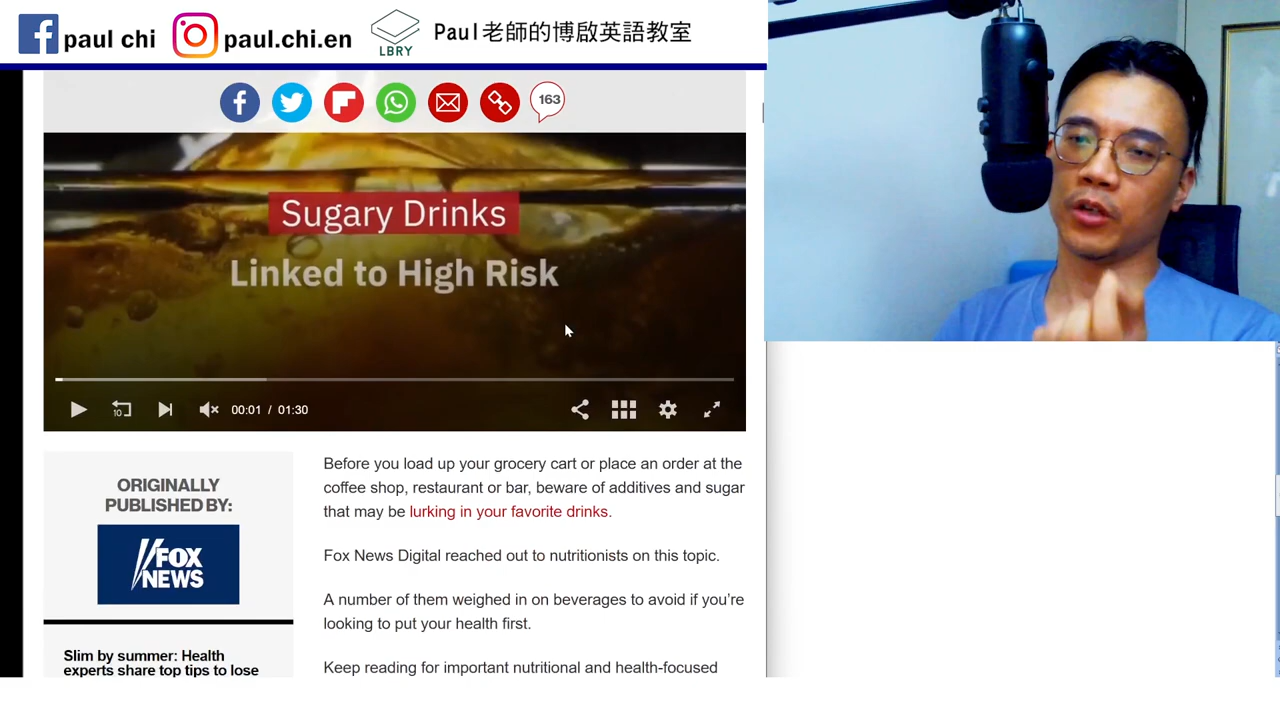 paul chi
paul.chi.en
LBRY
Paul老師的博啟英語教室
163
Sugary Drinks
Linked to High Risk
10
00:01 / 01:30
ORIGINALLY
PUBLISHED BY:
FOX
NEWS
Slim by summer: Health
experts share top tips to lose
Before you load up your grocery cart or place an order at the
coffee shop, restaurant or bar, beware of additives and sugar
that may be lurking in your favorite drinks.
Fox News Digital reached out to nutritionists on this topic.
A number of them weighed in on beverages to avoid if you’re
looking to put your health first.
Keep reading for important nutritional and health-focused